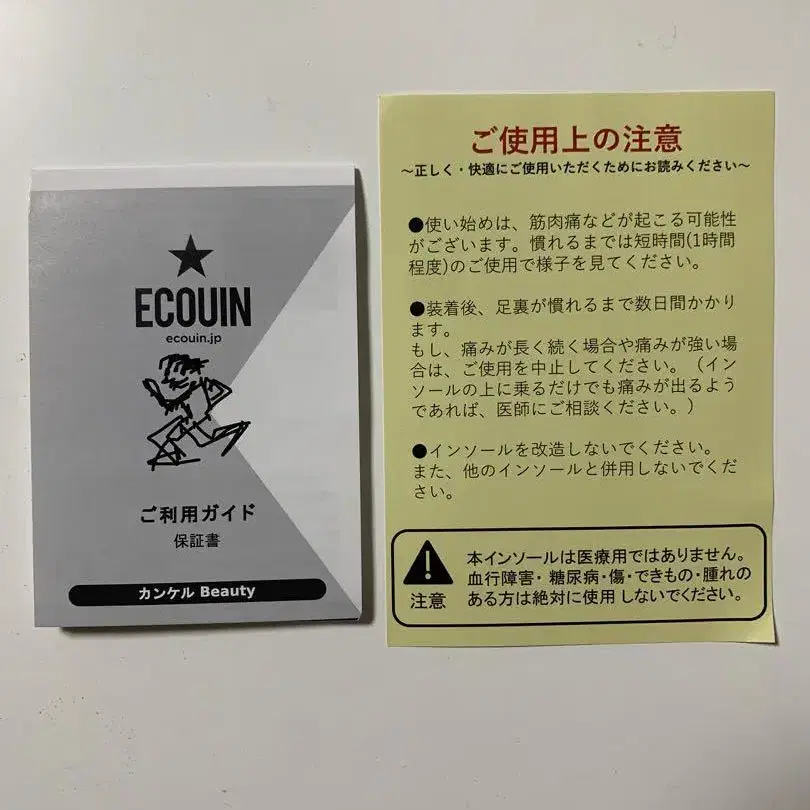 ECOUIN
ecouin.jp
ご利用ガイド
保証書
カンケル Beauty
ご使用上の注意
～正しく・快適にご使用いただくためにお読みください～
●使い始めは、筋肉痛などが起こる可能性
がございます。慣れるまでは短時間(1時間
程度)のご使用で様子を見てください。
●装着後、足裏が慣れるまで数日間かかり
ます。
もし、痛みが長く続く場合や痛みが強い場
合は、ご使用を中止してください。（イン
ソールの上に乗るだけでも痛みが出るよう
であれば、医師にご相談ください。）
●インソールを改造しないでください。
また、他のインソールと併用しないでくだ
さい。
注意
本インソールは医療用ではありません。
血行障害・糖尿病・傷・できもの・腫れの
ある方は絶対に使用しないでください。